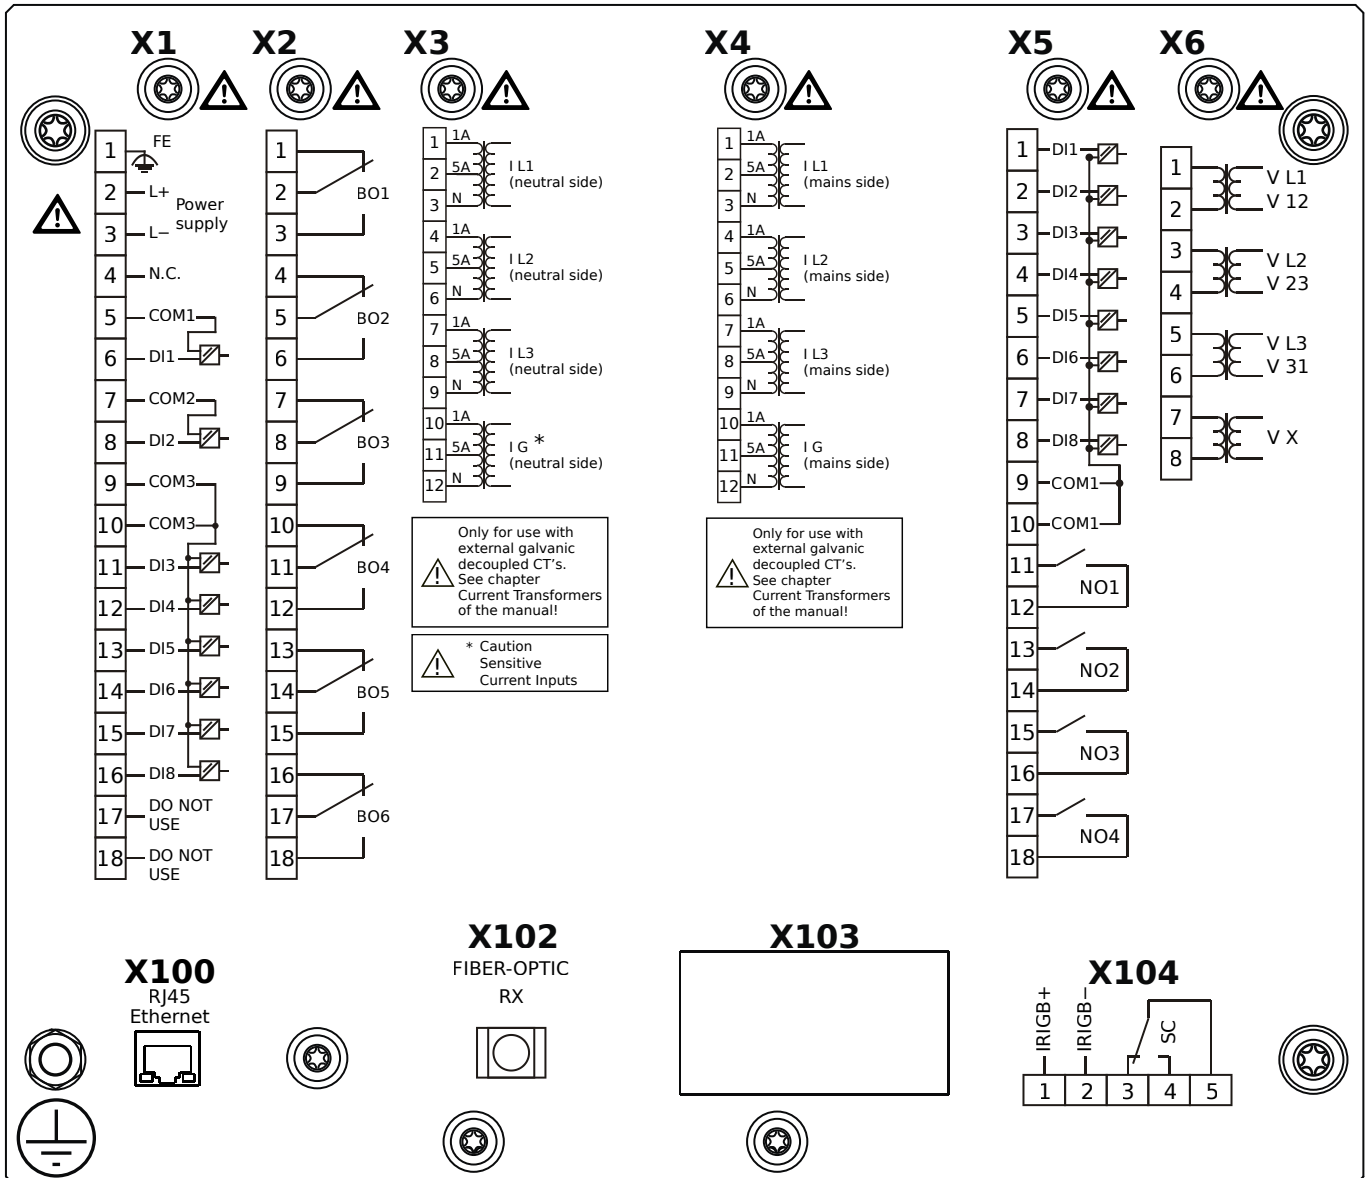 X1
X2
X3
X4
X5
X6
1 FE
2 L+ Power
3 L− supply
4 N.C.
5 COM1
6 DI1
7 COM2
8 DI2
9 COM3
10 COM3
11 DI3
12 DI4
13 DI5
14 DI6
15 DI7
16 DI8
17 DO NOT
USE
18 DO NOT
USE
1
2 BO1
3
4
5 BO2
6
7
8 BO3
9
10
11 BO4
12
13
14 BO5
15
16
17 BO6
18
1 1A
2 5A I L1
(neutral side)
3 N
4 1A
5 5A I L2
(neutral side)
6 N
7 1A
8 5A I L3
(neutral side)
9 N
10 1A
11 5A I G *
(neutral side)
12 N
Only for use with
external galvanic
decoupled CT's.
See chapter
Current Transformers
of the manual!
* Caution
Sensitive
Current Inputs
1 1A
2 5A I L1
(mains side)
3 N
4 1A
5 5A I L2
(mains side)
6 N
7 1A
8 5A I L3
(mains side)
9 N
10 1A
11 5A I G
(mains side)
12 N
Only for use with
external galvanic
decoupled CT's.
See chapter
Current Transformers
of the manual!
1 DI1
2 DI2
3 DI3
4 DI4
5 DI5
6 DI6
7 DI7
8 DI8
9 COM1
10 COM1
11
NO1
12
13
NO2
14
15
NO3
16
17
NO4
18
1 V L1
2 V 12
3 V L2
4 V 23
5 V L3
6 V 31
7 V X
8
X100
RJ45
Ethernet
X102
FIBER-OPTIC
RX
X103
X104
IRIGB+
IRIGB−
SC
1 2 3 4 5